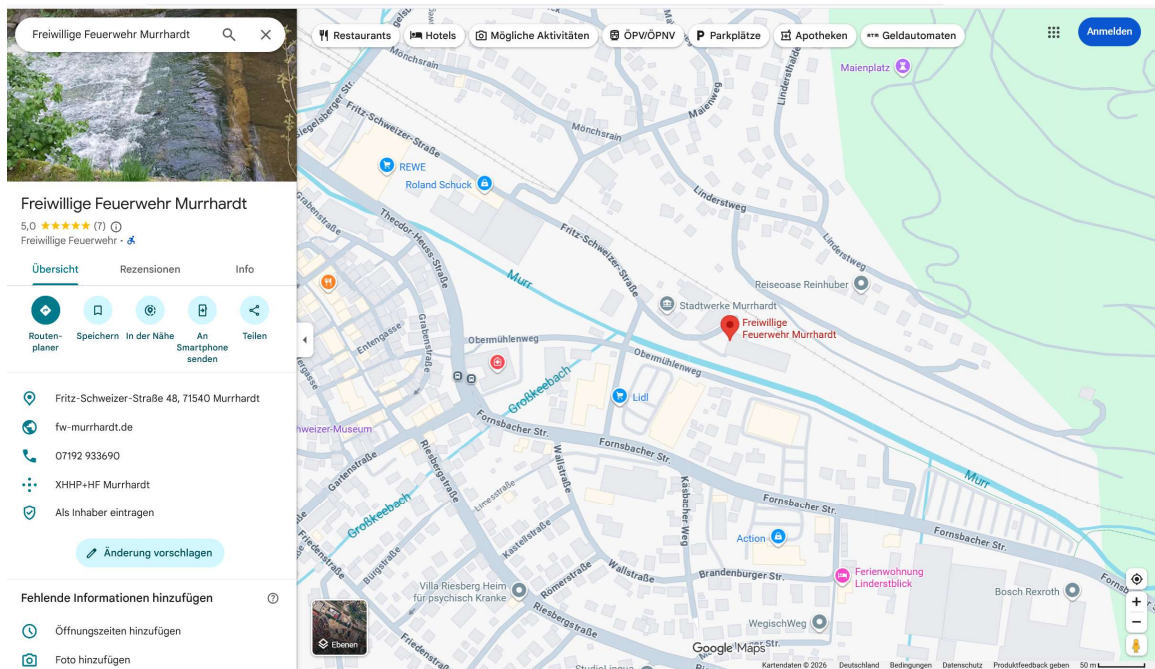 Freiwillige Feuerwehr Murrhardt
Restaurants
Hotels
Mögliche Aktivitäten
ÖPV/ÖPNV
Parkplätze
Apotheken
Geldautomaten
Anmelden
Freiwillige Feuerwehr Murrhardt
5,0 ★★★★★ (7)
Freiwillige Feuerwehr ·
Übersicht
Rezensionen
Info
Routen-
planer
Speichern
In der Nähe
An
Smartphone
senden
Teilen
Fritz-Schweizer-Straße 48, 71540 Murrhardt
fw-murrhardt.de
07192 933690
XHHP+HF Murrhardt
Als Inhaber eintragen
Änderung vorschlagen
Fehlende Informationen hinzufügen
Öffnungszeiten hinzufügen
Foto hinzufügen
Siegelsberger Str.
Mönchsrain
Maienweg
Lindersthalde
Maienplatz
Mönchsrain
Fritz-Schweizer-Straße
REWE
Roland Schuck
Linderstweg
Grabenstraße
Theodor-Heuss-Straße
Fritz-Schweizer-Straße
Linderstweg
Murr
Reiseoase Reinhuber
Stadtwerke Murrhardt
Freiwillige
Feuerwehr Murrhardt
Entengasse
Grabenstraße
Obermühlenweg
Obermühlenweg
Großkeebach
Lidl
Fornsbacher Str.
hweizer-Museum
Fornsbacher Str.
Gartenstraße
Riesbergstraße
Wallstraße
Murr
Limesstraße
Käsbacher Weg
Fornsbacher Str.
Großkeebach
Kastellstraße
Fornsbacher Str.
Action
Friedenstraße
Burgstraße
Römerstraße
Wallstraße
Brandenburger Str.
Ferienwohnung
Linderstblick
Villa Riesberg Heim
für psychisch Kranke
Bosch Rexroth
Riesbergstraße
WegischWeg
Friedenstraße
Ebenen
Google Maps
StudioLingua
Kartendaten © 2026
Deutschland
Bedingungen
Datenschutz
Produktfeedback geben
50 m